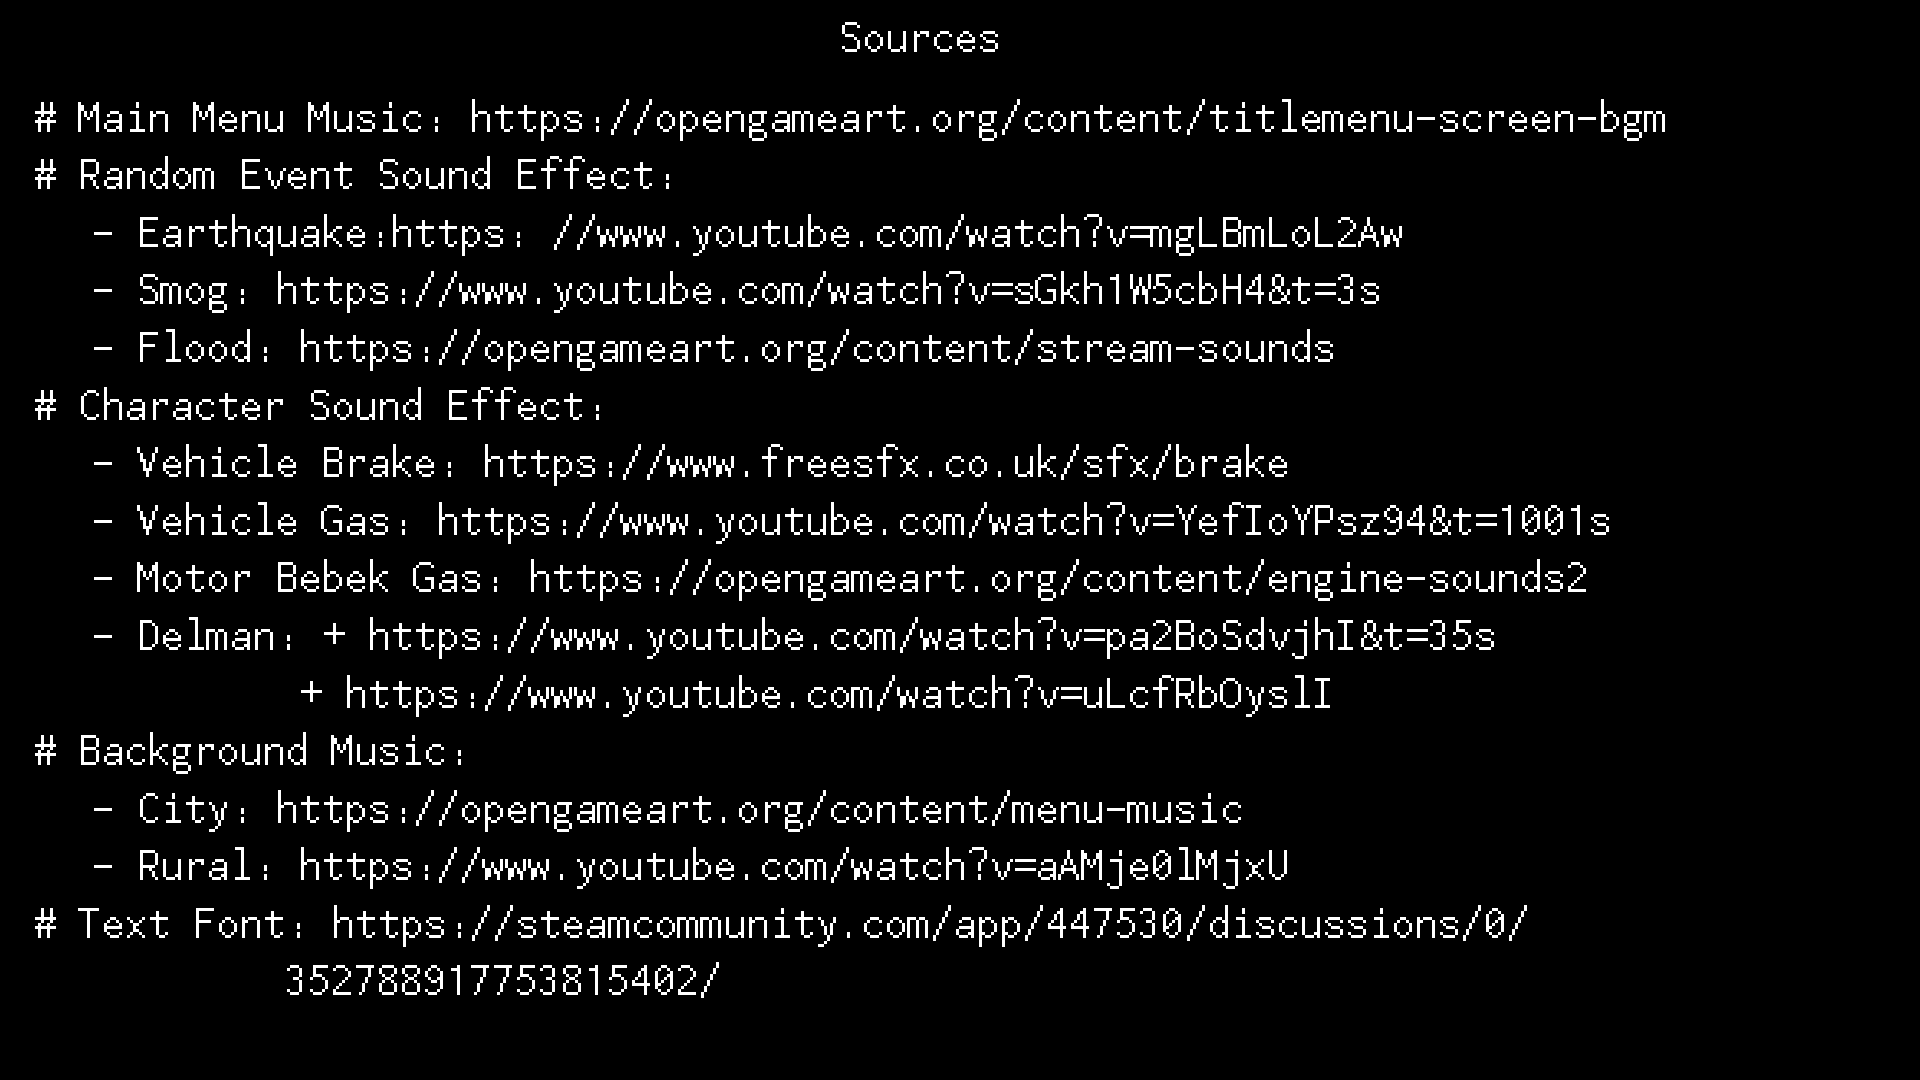 Sources
# Main Menu Music: https://opengameart.org/content/titlemenu-screen-bgm
# Random Event Sound Effect:
- Earthquake:https: //www.youtube.com/watch?v=mgLBmLoL2Aw
- Smog: https://www.youtube.com/watch?v=sGkh1W5cbH4&t=3s
- Flood: https://opengameart.org/content/stream-sounds
# Character Sound Effect:
- Vehicle Brake: https://www.freesfx.co.uk/sfx/brake
- Vehicle Gas: https://www.youtube.com/watch?v=YefIoYPsz94&t=1001s
- Motor Bebek Gas: https://opengameart.org/content/engine-sounds2
- Delman: + https://www.youtube.com/watch?v=pa2BoSdvjhI&t=35s
+ https://www.youtube.com/watch?v=uLcfRbOyslI
# Background Music:
- City: https://opengameart.org/content/menu-music
- Rural: https://www.youtube.com/watch?v=aAMje0lMjxU
# Text Font: https://steamcommunity.com/app/447530/discussions/0/
352788917753815402/